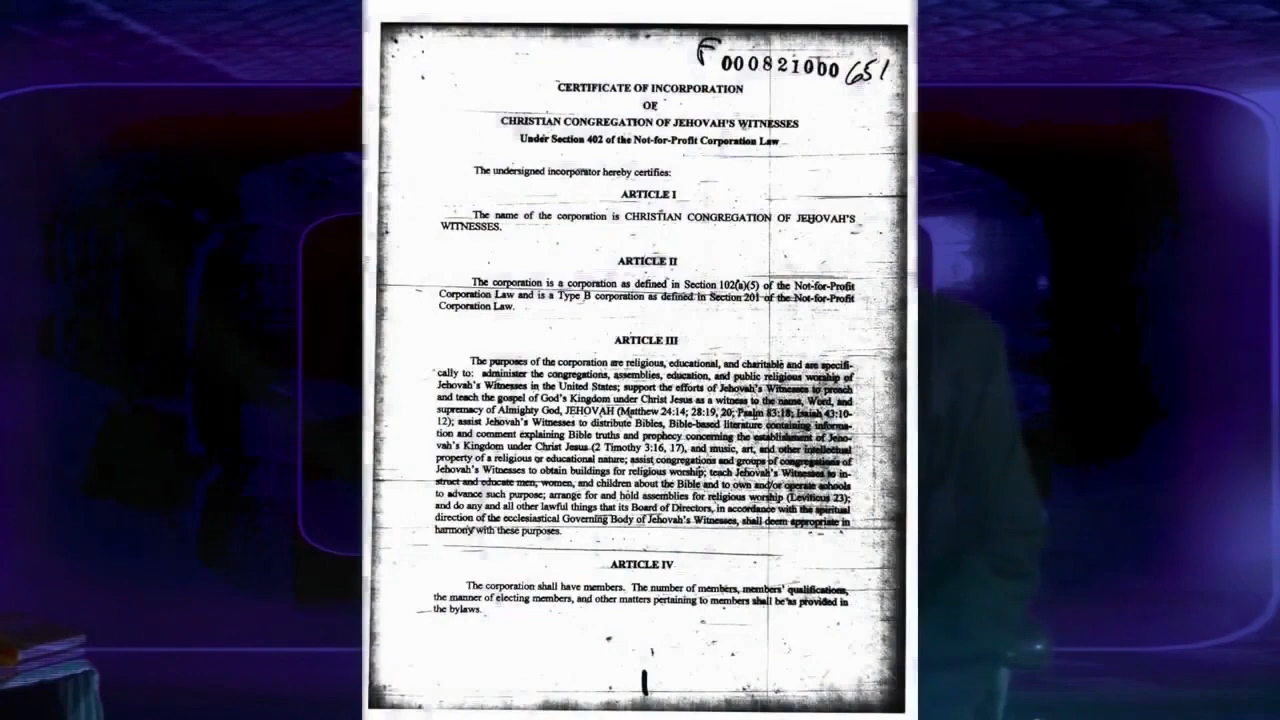 F 000821000 651
CERTIFICATE OF INCORPORATION
OF
CHRISTIAN CONGREGATION OF JEHOVAH'S WITNESSES
Under Section 402 of the Not-for-Profit Corporation Law
The undersigned incorporator hereby certifies:
ARTICLE I
The name of the corporation is CHRISTIAN CONGREGATION OF JEHOVAH'S
WITNESSES.
ARTICLE II
The corporation is a corporation as defined in Section 102(a)(5) of the Not-for-Profit
Corporation Law and is a Type B corporation as defined in Section 201 of the Not-for-Profit
Corporation Law.
ARTICLE III
The purposes of the corporation are religious, educational, and charitable and are specifi-
cally to: administer the congregations, assemblies, education, and public religious worship of
Jehovah's Witnesses in the United States; support the efforts of Jehovah's Witnesses to preach
and teach the gospel of God's Kingdom under Christ Jesus as a witness to the name, Word, and
supremacy of Almighty God, JEHOVAH (Matthew 24:14; 28:19, 20; Psalm 83:18; Isaiah 43:10-
12); assist Jehovah's Witnesses to distribute Bibles, Bible-based literature containing informa-
tion and comment explaining Bible truths and prophecy concerning the establishment of Jeho-
vah's Kingdom under Christ Jesus (2 Timothy 3:16, 17), and music, art, and other intellectual
property of a religious or educational nature; assist congregations and groups of congregations of
Jehovah's Witnesses to obtain buildings for religious worship; teach Jehovah's Witnesses to in-
struct and educate men, women, and children about the Bible and to own and/or operate schools
to advance such purpose; arrange for and hold assemblies for religious worship (Leviticus 23);
and do any and all other lawful things that its Board of Directors, in accordance with the spiritual
direction of the ecclesiastical Governing Body of Jehovah's Witnesses, shall deem appropriate in
harmony with these purposes.
ARTICLE IV
The corporation shall have members. The number of members, members' qualifications,
the manner of electing members, and other matters pertaining to members shall be as provided in
the bylaws.
1